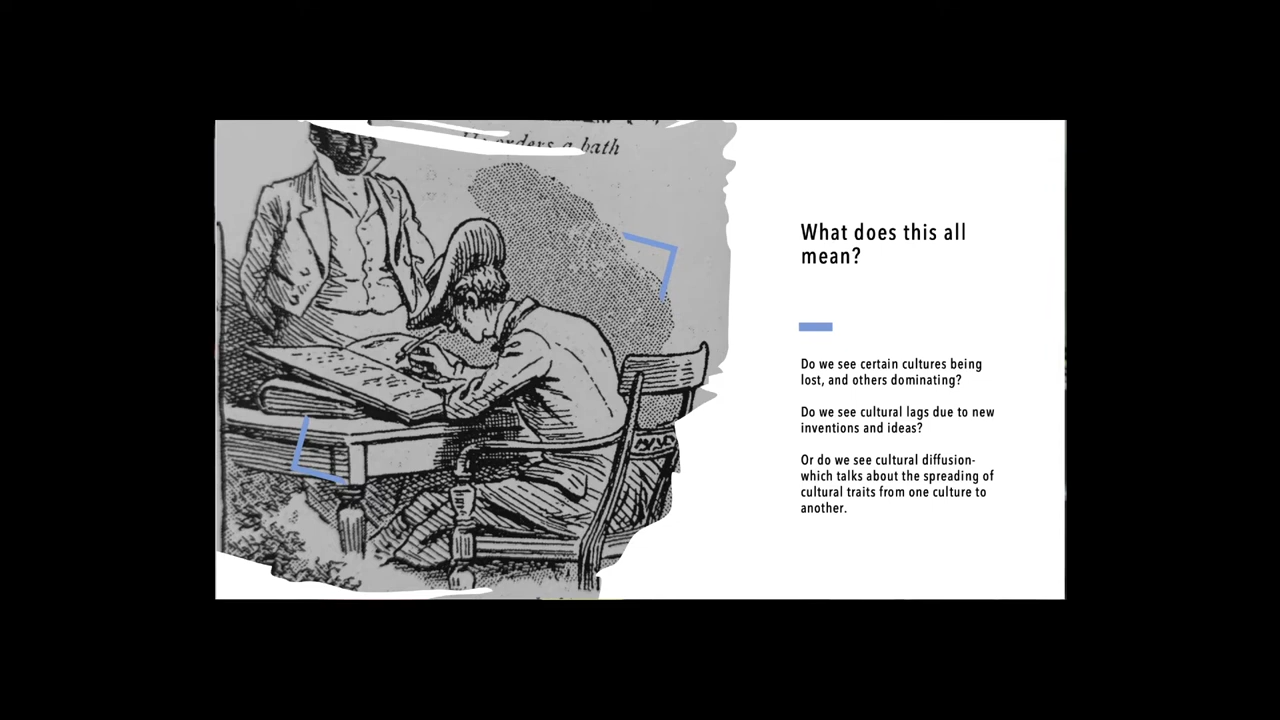 orders a bath
What does this all
mean?
Do we see certain cultures being
lost, and others dominating?
Do we see cultural lags due to new
inventions and ideas?
Or do we see cultural diffusion-
which talks about the spreading of
cultural traits from one culture to
another.